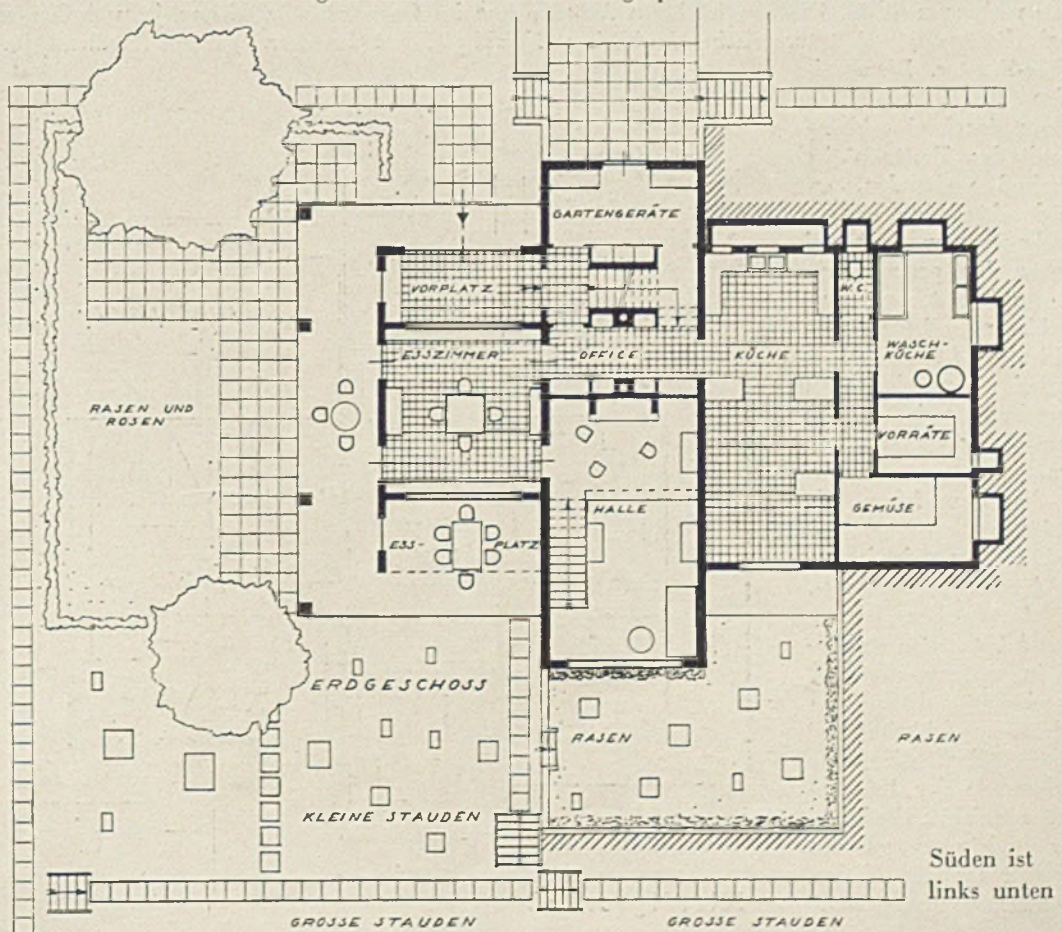 GARTENGERÄTE
VORPLATZ
W.C.
ESSZIMMER
OFFICE
KÜCHE
WASCH-
KÜCHE
RASEN UND
ROSEN
VORRÄTE
HALLE
GEMÜSE
ESS-PLATZ
ERDGESCHOSS
RASEN
RASEN
KLEINE STAUDEN
Süden ist
links unten
GROSSE STAUDEN
GROSSE STAUDEN